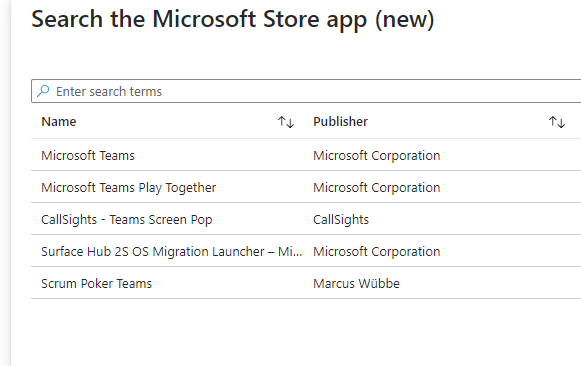 Search the Microsoft Store app (new)
Enter search terms
Name Publisher
Microsoft Teams Microsoft Corporation
Microsoft Teams Play Together Microsoft Corporation
CallSights - Teams Screen Pop CallSights
Surface Hub 2S OS Migration Launcher – Mi... Microsoft Corporation
Scrum Poker Teams Marcus Wübbe